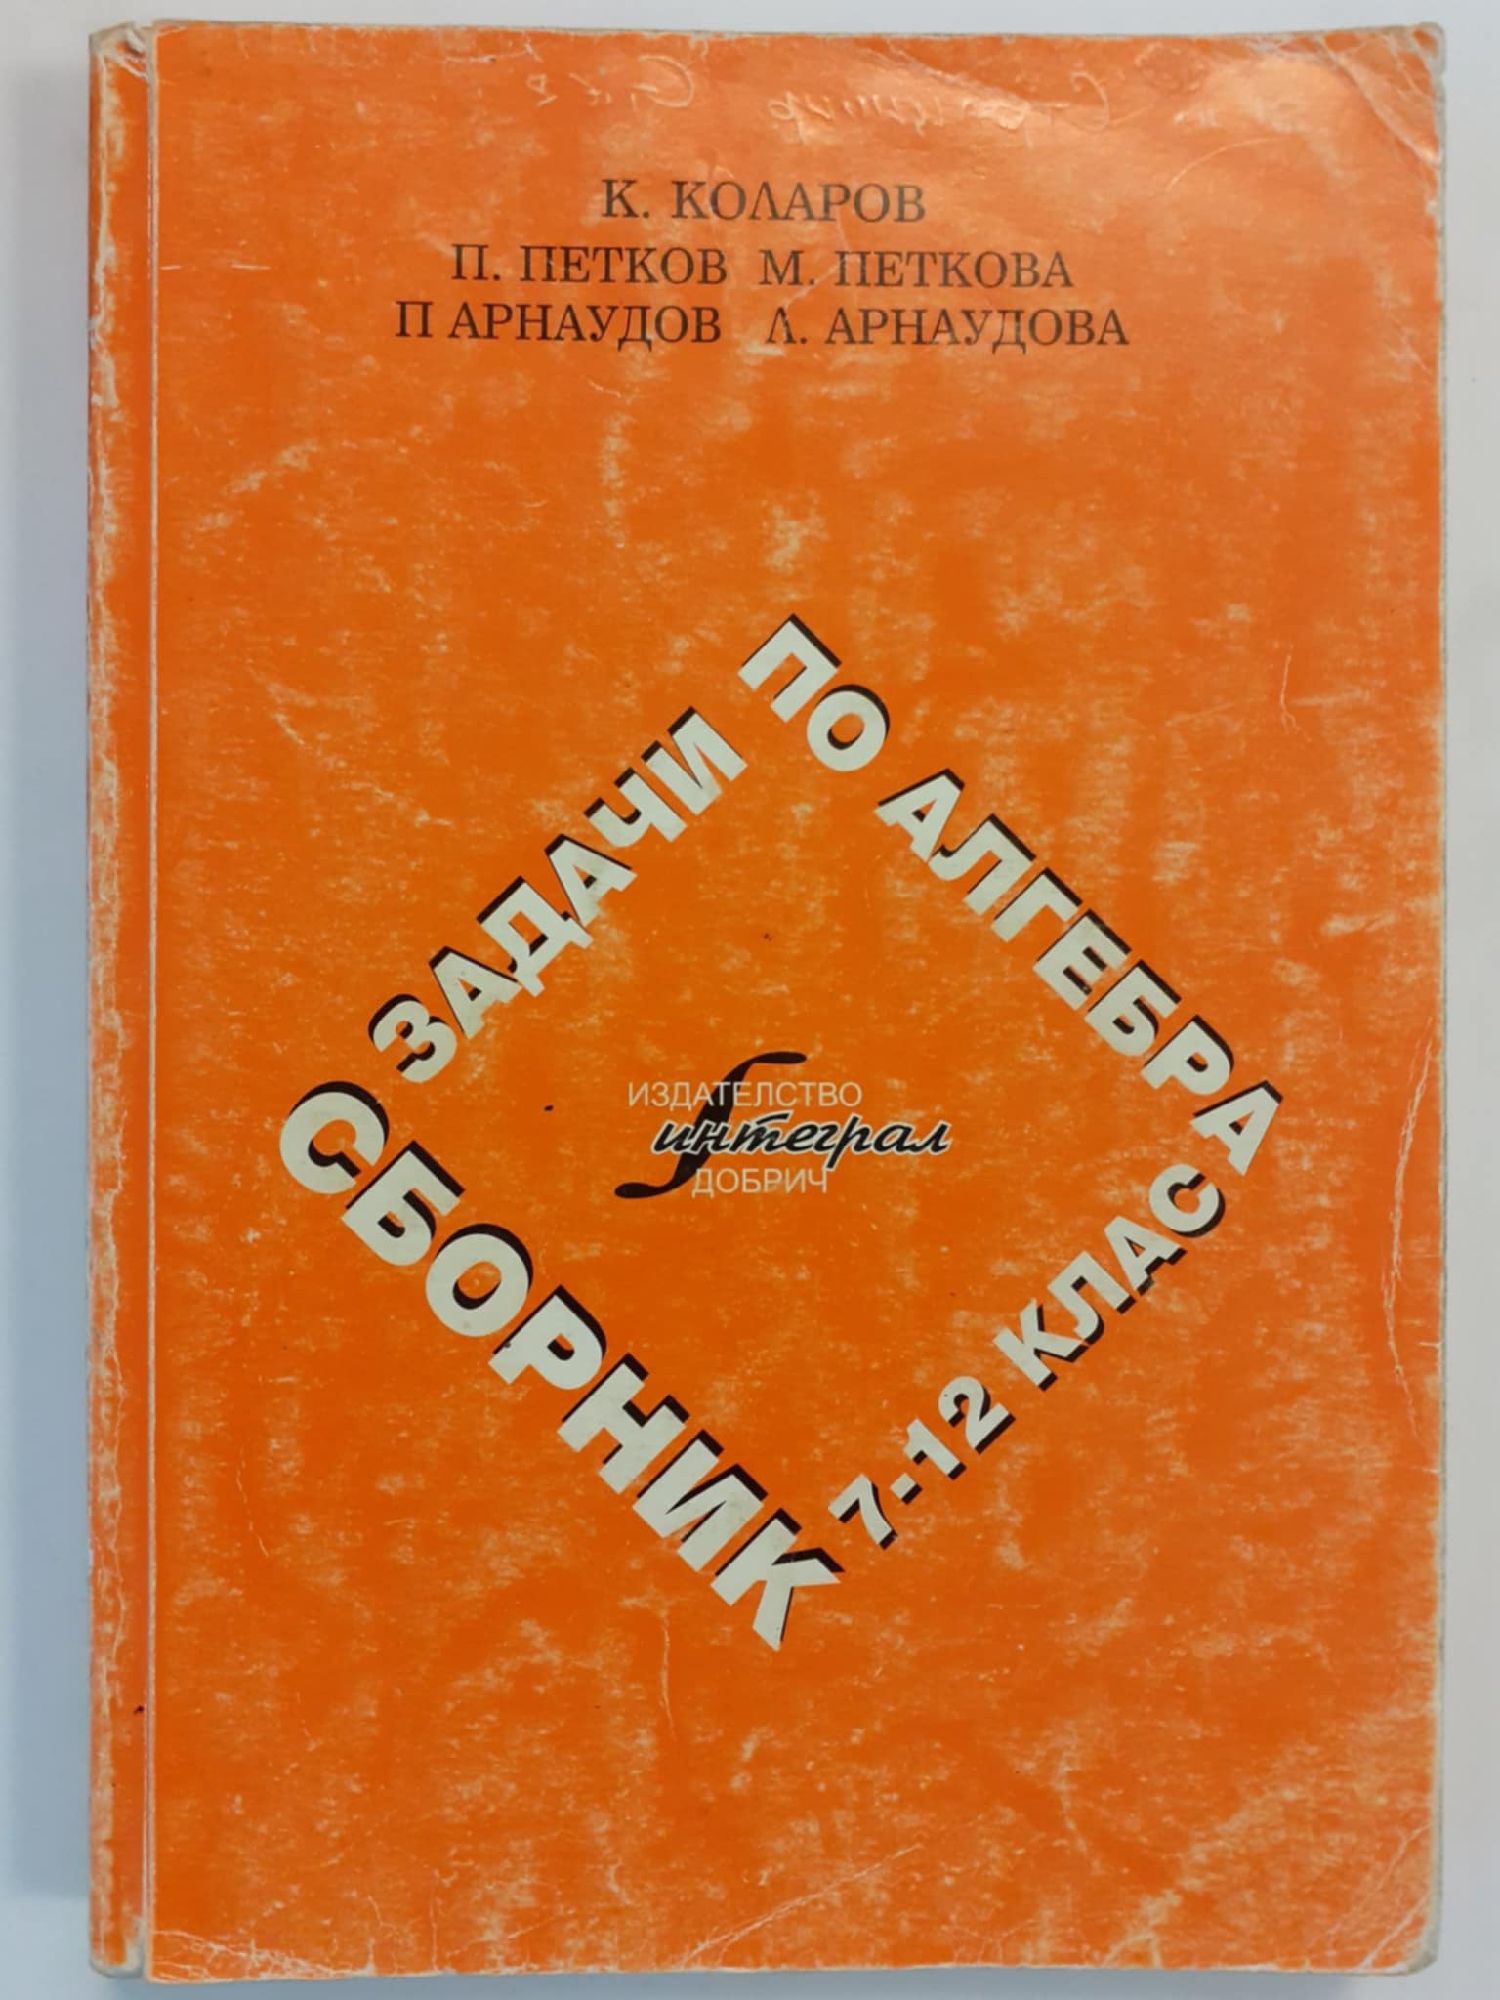 К. КОЛАРОВ
П. ПЕТКОВ М. ПЕТКОВА
П АРНАУДОВ Л. АРНАУДОВА
СБОРНИК
ЗАДАЧИ
ПО АЛГЕБРА
7-12 КЛАС
ИЗДАТЕЛСТВО
интеграл
ДОБРИЧ